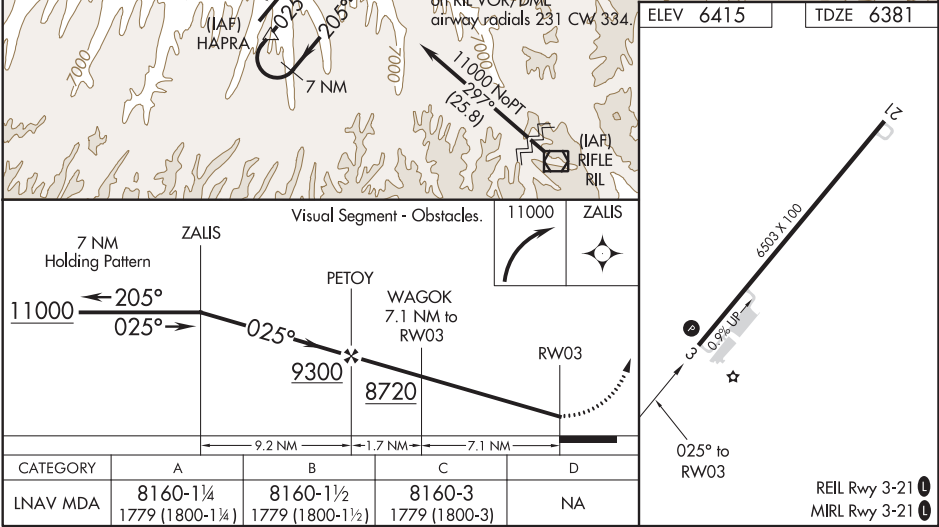 on RIL VOR/DME
airway radials 231 CW 334.
(IAF)
HAPRA
025°
205°
7 NM
7000
7000
7000
11000 NoPT
297°
(25.8)
(IAF)
RIFLE
RIL
ELEV 6415
TDZE 6381
21
6503 X 100
P
0.9% UP
3
025° to
RW03
REIL Rwy 3-21 L
MIRL Rwy 3-21 L
Visual Segment - Obstacles.
11000
ZALIS
7 NM
Holding Pattern
ZALIS
PETOY
WAGOK
7.1 NM to
RW03
RW03
11000
205°
025°
025°
9300
8720
9.2 NM
1.7 NM
7.1 NM
CATEGORY A B C D
LNAV MDA 8160-1¼ 8160-1½ 8160-3 NA
1779 (1800-1¼) 1779 (1800-1½) 1779 (1800-3)